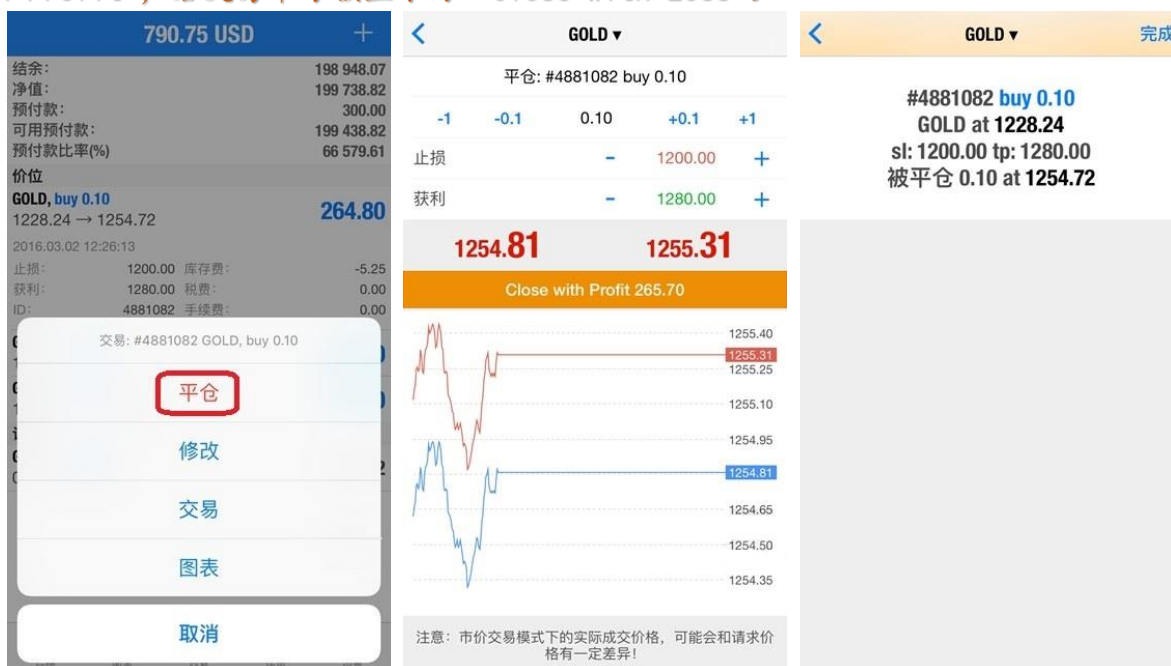 790.75 USD +
结余: 198 948.07
净值: 199 738.82
预付款: 300.00
可用预付款: 199 438.82
预付款比率(%) 66 579.61
价位
GOLD, buy 0.10
1228.24 → 1254.72 264.80
2016.03.02 12:26:13
止损: 1200.00 库存费: -5.25
获利: 1280.00 税费: 0.00
ID: 4881082 手续费: 0.00
交易: #4881082 GOLD, buy 0.10
平仓
修改
交易
图表
取消
GOLD ▾
平仓: #4881082 buy 0.10
-1 -0.1 0.10 +0.1 +1
止损 - 1200.00 +
获利 - 1280.00 +
1254.81 1255.31
Close with Profit 265.70
1255.40
1255.31
1255.25
1255.10
1254.95
1254.81
1254.65
1254.50
1254.35
注意: 市价交易模式下的实际成交价格, 可能会和请求价
格有一定差异!
GOLD ▾ 完成
#4881082 buy 0.10
GOLD at 1228.24
sl: 1200.00 tp: 1280.00
被平仓 0.10 at 1254.72